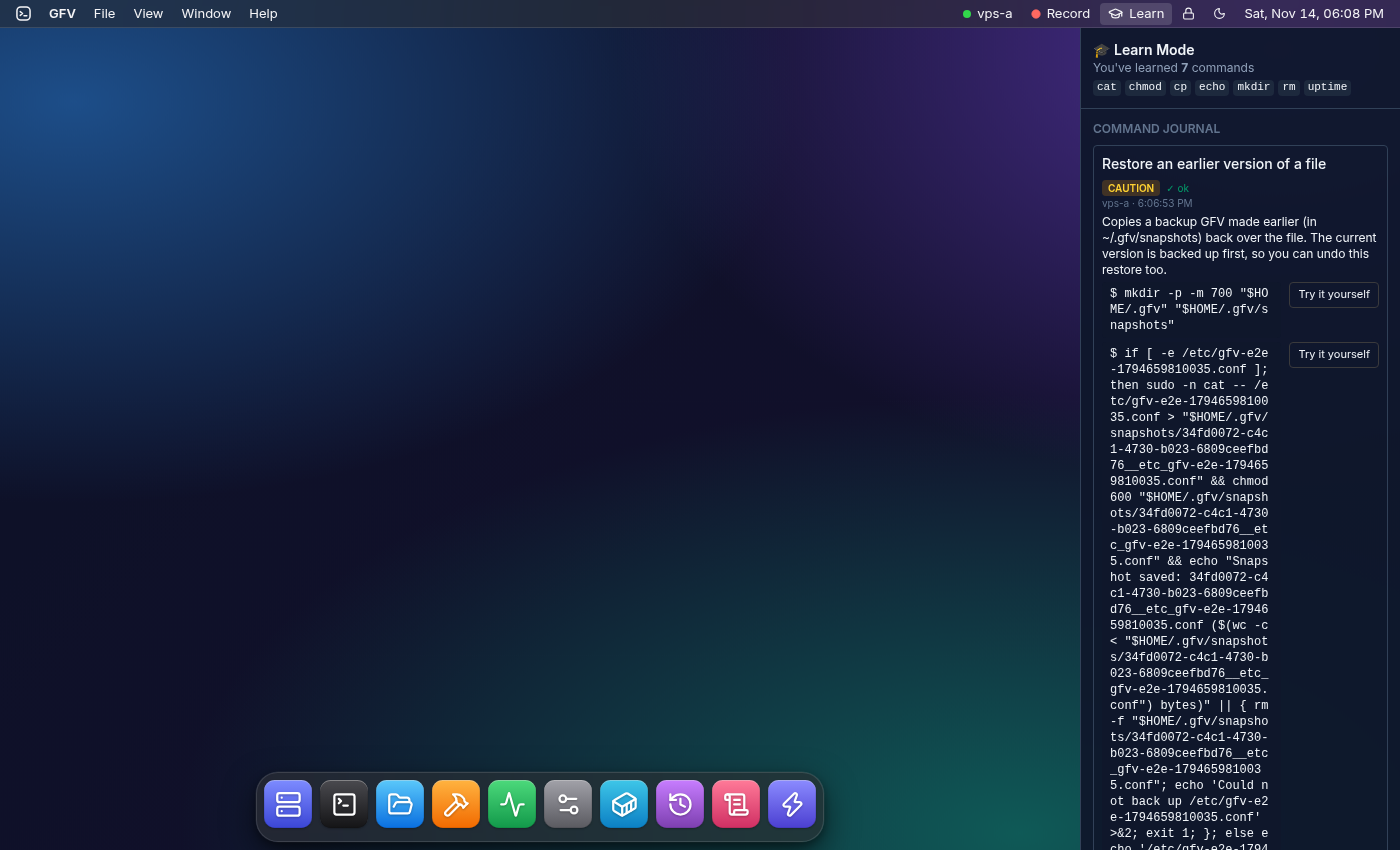 GFV File View Window Help
vps-a Record Learn Sat, Nov 14, 06:08 PM
🎓 Learn Mode
You've learned 7 commands
cat chmod cp echo mkdir rm uptime
COMMAND JOURNAL
Restore an earlier version of a file
CAUTION ✓ ok
vps-a · 6:06:53 PM
Copies a backup GFV made earlier (in
~/.gfv/snapshots) back over the file. The current
version is backed up first, so you can undo this
restore too.
$ mkdir -p -m 700 "$HO
ME/.gfv" "$HOME/.gfv/s
napshots"
Try it yourself
$ if [ -e /etc/gfv-e2e
-1794659810035.conf ];
then sudo -n cat -- /e
tc/gfv-e2e-17946598100
35.conf > "$HOME/.gfv/
snapshots/34fd0072-c4c
1-4730-b023-6809ceefbd
76__etc_gfv-e2e-179465
9810035.conf" && chmod
600 "$HOME/.gfv/snapsh
ots/34fd0072-c4c1-4730
-b023-6809ceefbd76__et
c_gfv-e2e-179465981003
5.conf" && echo "Snaps
hot saved: 34fd0072-c4
c1-4730-b023-6809ceefb
d76__etc_gfv-e2e-17946
59810035.conf ($(wc -c
< "$HOME/.gfv/snapshot
s/34fd0072-c4c1-4730-b
023-6809ceefbd76__etc_
gfv-e2e-1794659810035.
conf") bytes)" || { rm
-f "$HOME/.gfv/snapsho
ts/34fd0072-c4c1-4730-
b023-6809ceefbd76__etc
_gfv-e2e-179465981003
5.conf"; echo 'Could n
ot back up /etc/gfv-e2
e-1794659810035.conf'
>&2; exit 1; }; else e
cho '/etc/gfv-e2e-1794
Try it yourself